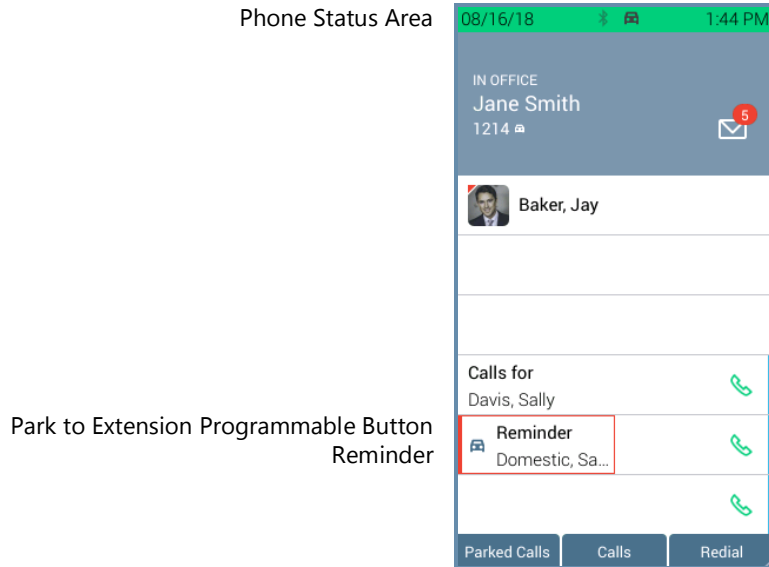 Phone Status Area
08/16/18 1:44 PM
IN OFFICE
Jane Smith
1214
5
Baker, Jay
Calls for
Davis, Sally
Park to Extension Programmable Button
Reminder
Reminder
Domestic, Sa...
Parked Calls Calls Redial